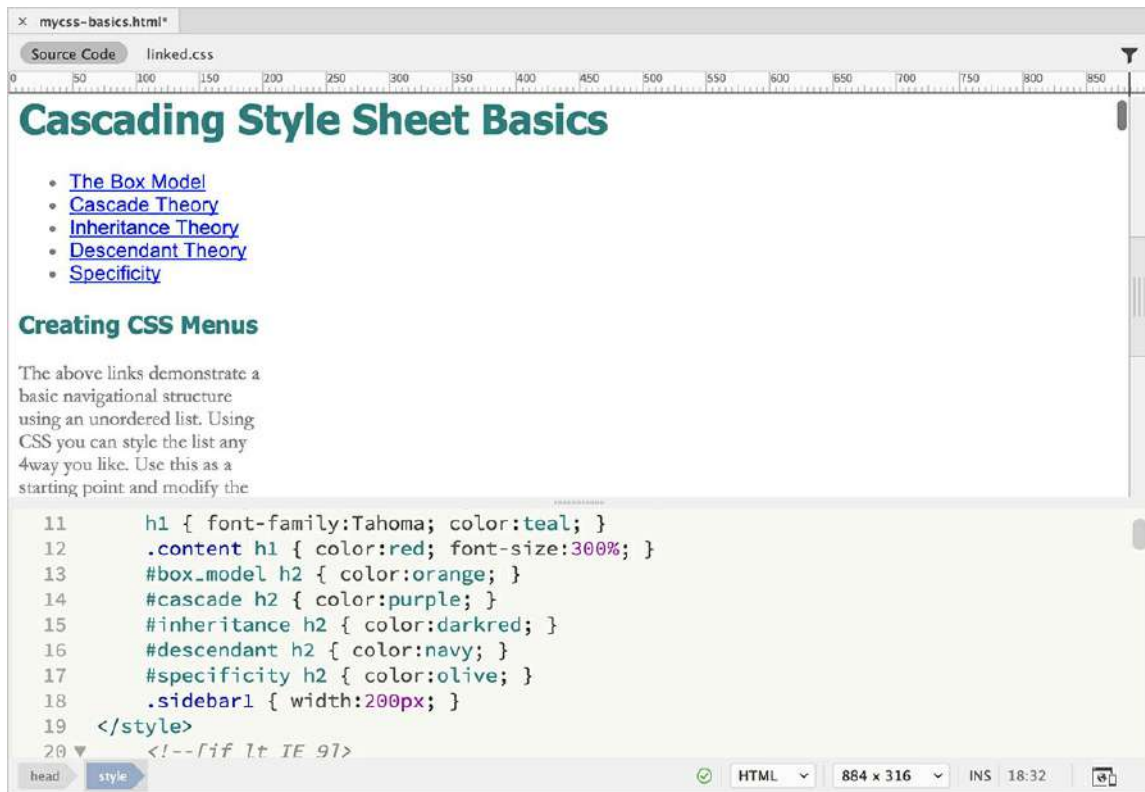 × mycss-basics.html*
Source Code linked.css
0 50 100 150 200 250 300 350 400 450 500 550 600 650 700 750 800 850
Cascading Style Sheet Basics
• The Box Model
• Cascade Theory
• Inheritance Theory
• Descendant Theory
• Specificity
Creating CSS Menus
The above links demonstrate a
basic navigational structure
using an unordered list. Using
CSS you can style the list any
4way you like. Use this as a
starting point and modify the
11 h1 { font-family:Tahoma; color:teal; }
12 .content h1 { color:red; font-size:300%; }
13 #box_model h2 { color:orange; }
14 #cascade h2 { color:purple; }
15 #inheritance h2 { color:darkred; }
16 #descendant h2 { color:navy; }
17 #specificity h2 { color:olive; }
18 .sidebar1 { width:200px; }
19 </style>
20 <!--[if lt IE 9]>
head style HTML 884 x 316 INS 18:32